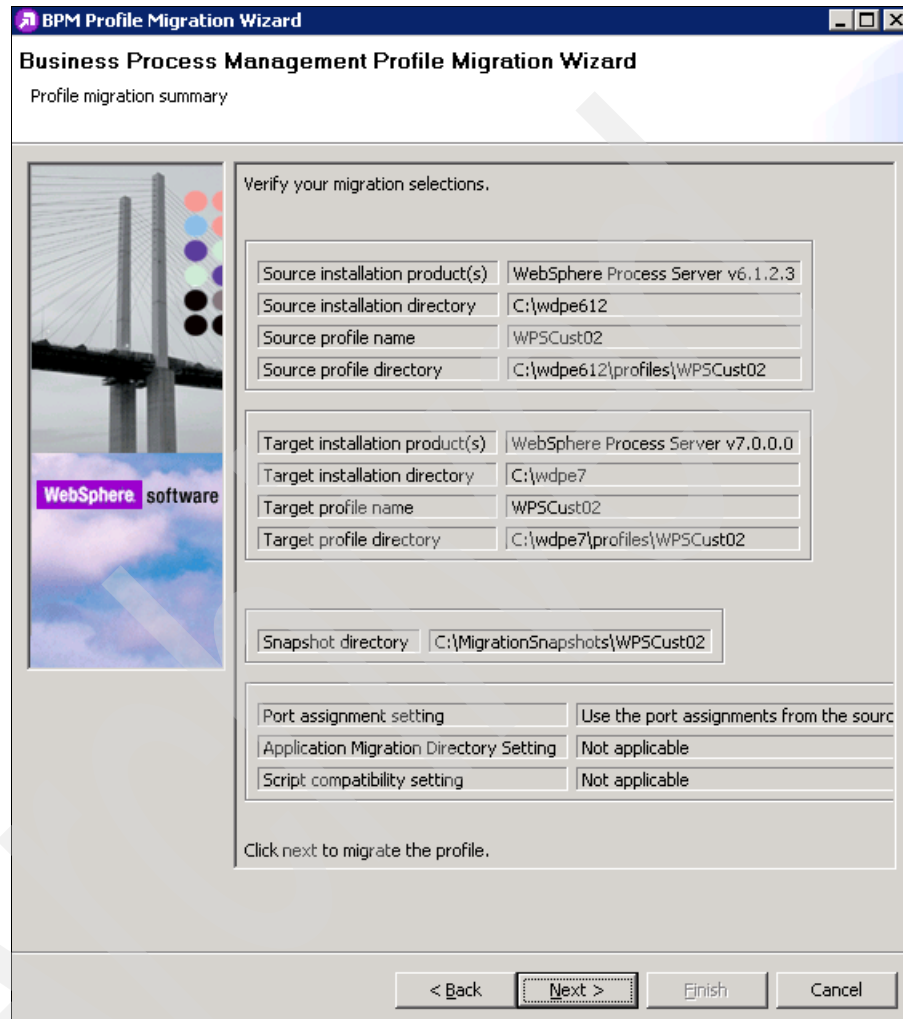 BPM Profile Migration Wizard
Business Process Management Profile Migration Wizard
Profile migration summary
Verify your migration selections.
Source installation product(s) WebSphere Process Server v6.1.2.3
Source installation directory C:\wdpe612
Source profile name WPSCust02
Source profile directory C:\wdpe612\profiles\WPSCust02
Target installation product(s) WebSphere Process Server v7.0.0.0
Target installation directory C:\wdpe7
Target profile name WPSCust02
Target profile directory C:\wdpe7\profiles\WPSCust02
WebSphere software
Snapshot directory C:\MigrationSnapshots\WPSCust02
Port assignment setting Use the port assignments from the sourc
Application Migration Directory Setting Not applicable
Script compatibility setting Not applicable
Click next to migrate the profile.
< Back Next > Finish Cancel